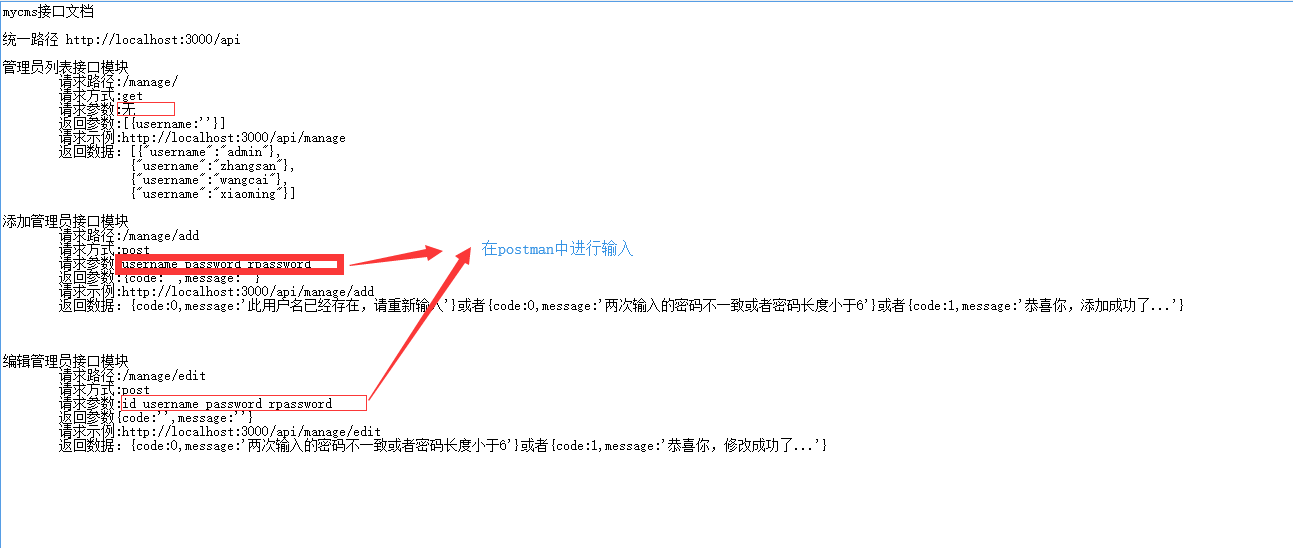 mycms接口文档
统一路径 http://localhost:3000/api
管理员列表接口模块
请求路径:/manage/
请求方式:get
请求参数:无
返回参数:[{username:''}]
请求示例:http://localhost:3000/api/manage
返回数据: [{"username":"admin"},
{"username":"zhangsan"},
{"username":"wangcai"},
{"username":"xiaoming"}]
添加管理员接口模块
请求路径:/manage/add
请求方式:post
请求参数 username password rpassword
在postman中进行输入
返回参数:{code:'',message:''}
请求示例:http://localhost:3000/api/manage/add
返回数据: {code:0,message:'此用户名已经存在，请重新输入'}或者{code:0,message:'两次输入的密码不一致或者密码长度小于6'}或者{code:1,message:'恭喜你，添加成功了...'}
编辑管理员接口模块
请求路径:/manage/edit
请求方式:post
请求参数:id username password rpassword
返回参数{code:'',message:''}
请求示例:http://localhost:3000/api/manage/edit
返回数据: {code:0,message:'两次输入的密码不一致或者密码长度小于6'}或者{code:1,message:'恭喜你，修改成功了...'}